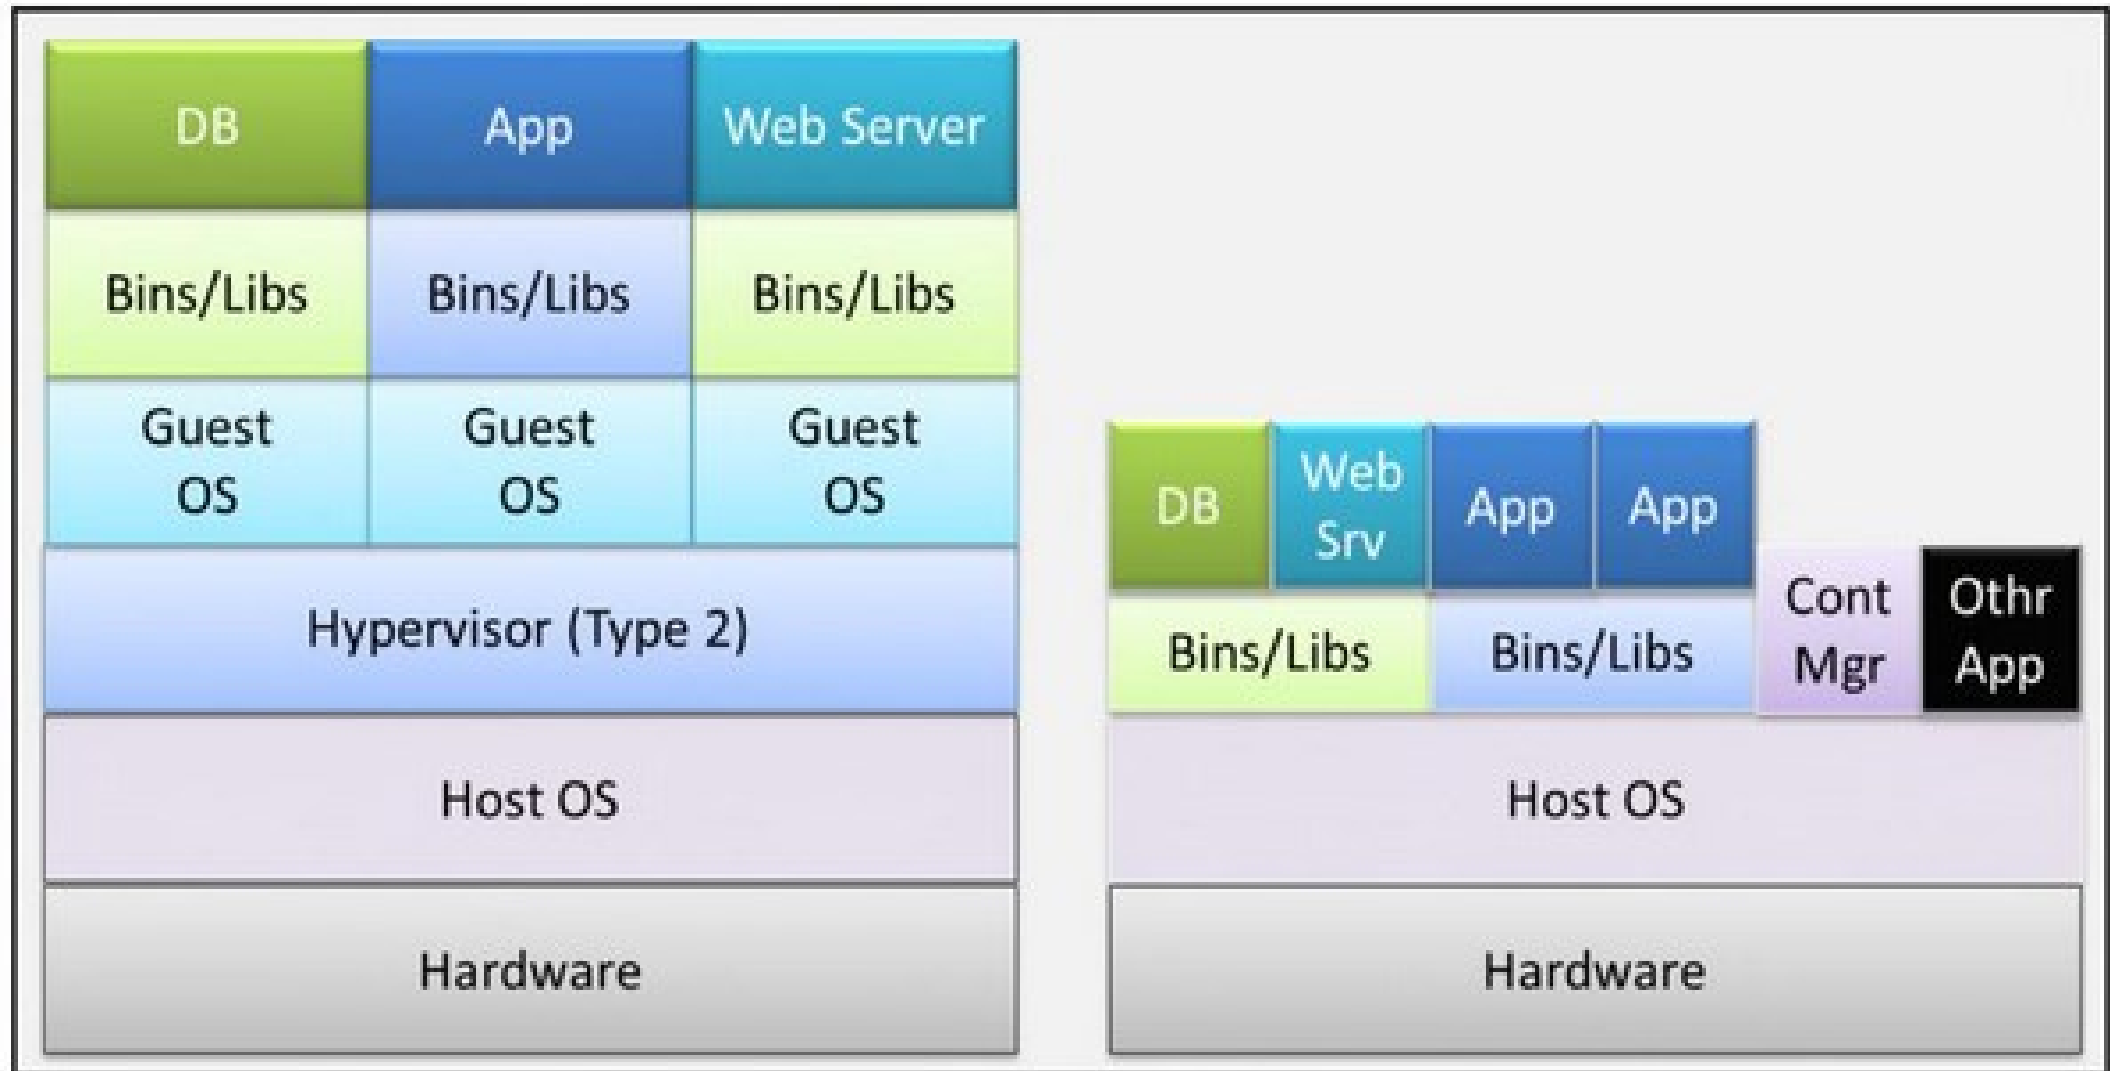 DB
App
Web Server
Bins/Libs
Bins/Libs
Bins/Libs
Guest
OS
Guest
OS
Guest
OS
Hypervisor (Type 2)
Host OS
Hardware
DB
Web
Srv
App
App
Bins/Libs
Bins/Libs
Cont
Mgr
Othr
App
Host OS
Hardware